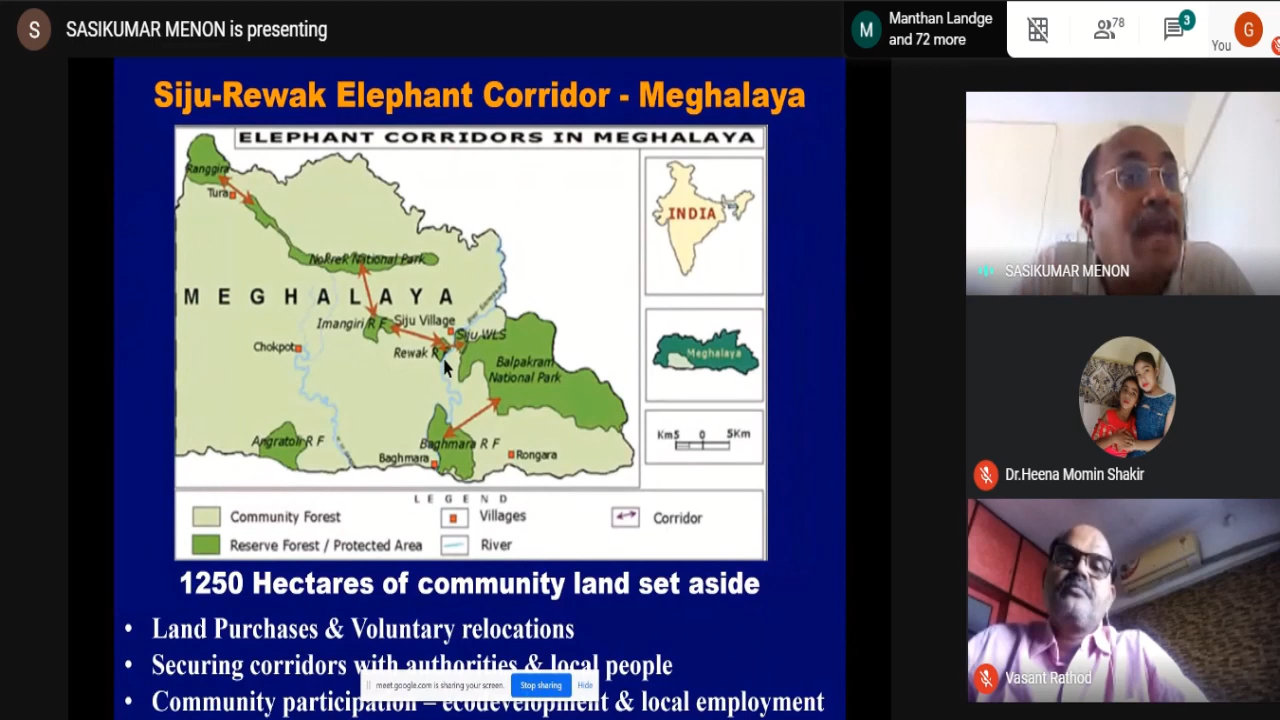 S SASIKUMAR MENON is presenting
M Manthan Landge
and 72 more
78
3
You
G
Siju-Rewak Elephant Corridor - Meghalaya
ELEPHANT CORRIDORS IN MEGHALAYA
Ranggira
Tura
NoKreK National Park
MEGHALAYA
Imangiri R F
Siju Village
Siju WLS
Chokpot
Rewak R F
Balpakram
National Park
Angratoli R F
Baghmara R F
Baghmara
Rongara
INDIA
Meghalaya
KmS 0 5Km
LEGEND
Community Forest
Villages
Corridor
Reserve Forest / Protected Area
River
1250 Hectares of community land set aside
• Land Purchases & Voluntary relocations
• Securing corridors with authorities & local people
• Community participation – ecodevelopment & local employment
meet.google.com is sharing your screen.
Stop sharing
Hide
SASIKUMAR MENON
Dr.Heena Momin Shakir
Vasant Rathod